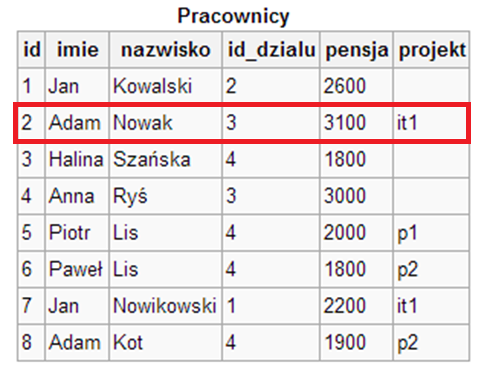 Pracownicy
id imie nazwisko id_dzialu pensja projekt
1 Jan Kowalski 2 2600
2 Adam Nowak 3 3100 it1
3 Halina Szańska 4 1800
4 Anna Ryś 3 3000
5 Piotr Lis 4 2000 p1
6 Paweł Lis 4 1800 p2
7 Jan Nowikowski 1 2200 it1
8 Adam Kot 4 1900 p2